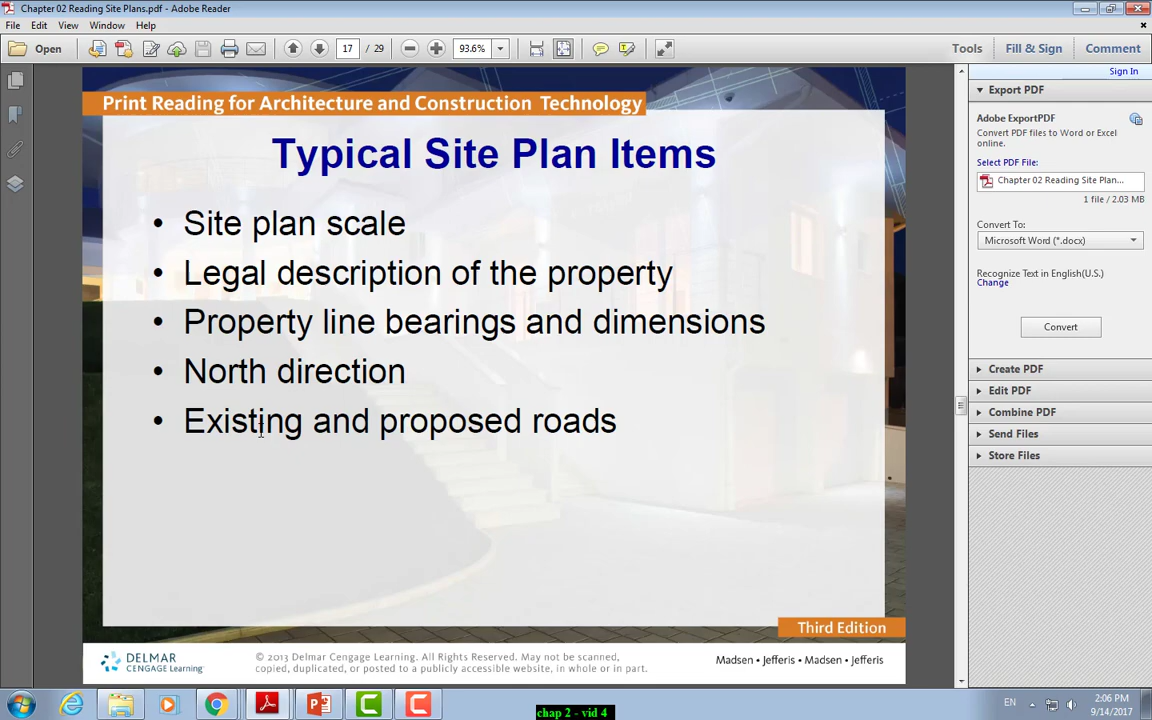 Chapter 02 Reading Site Plans.pdf - Adobe Reader
File Edit View Window Help
Open 17 / 29 93.6% Tools Fill & Sign Comment
Sign In
Print Reading for Architecture and Construction Technology
Typical Site Plan Items
• Site plan scale
• Legal description of the property
• Property line bearings and dimensions
• North direction
• Existing and proposed roads
Third Edition
DELMAR
CENGAGE Learning
© 2013 Delmar Cengage Learning. All Rights Reserved. May not be scanned,
copied, duplicated, or posted to a publicly accessible website, in whole or in part.
Madsen • Jefferis • Madsen • Jefferis
Export PDF
Adobe ExportPDF
Convert PDF files to Word or Excel
online.
Select PDF File:
Chapter 02 Reading Site Plan...
1 file / 2.03 MB
Convert To:
Microsoft Word (*.docx)
Recognize Text in English(U.S.)
Change
Convert
Create PDF
Edit PDF
Combine PDF
Send Files
Store Files
chap 2 - vid 4
EN
2:06 PM
9/14/2017